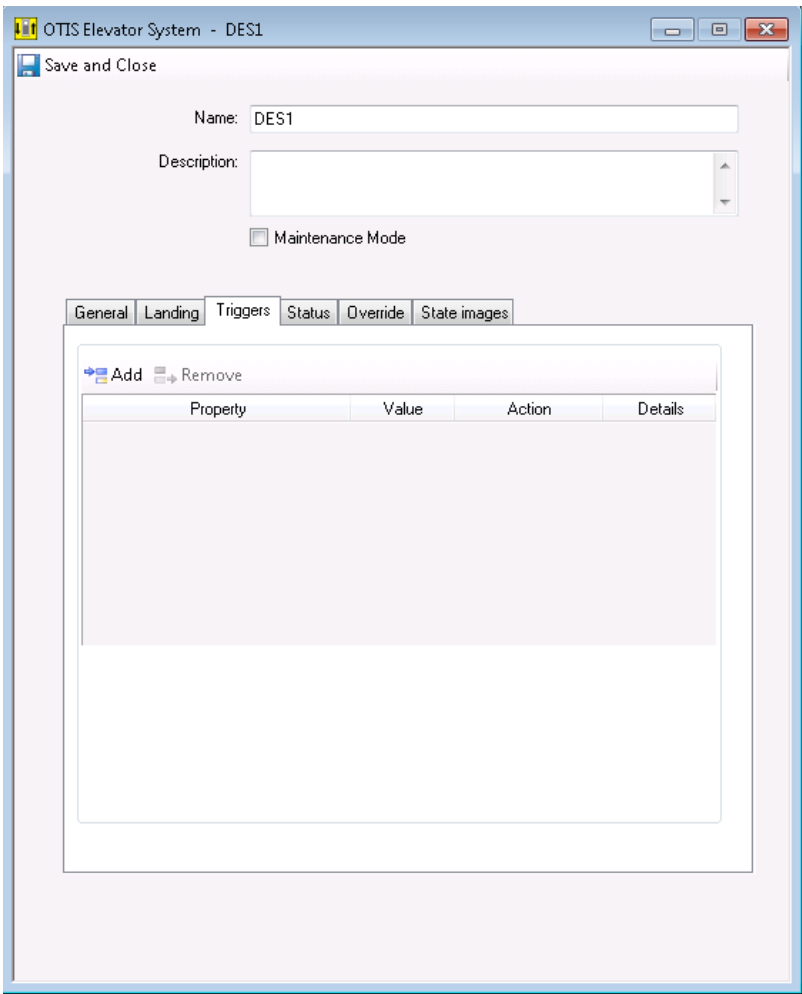 OTIS Elevator System - DES1
Save and Close
Name: DES1
Description:
Maintenance Mode
General Landing Triggers Status Override State images
Add Remove
Property Value Action Details